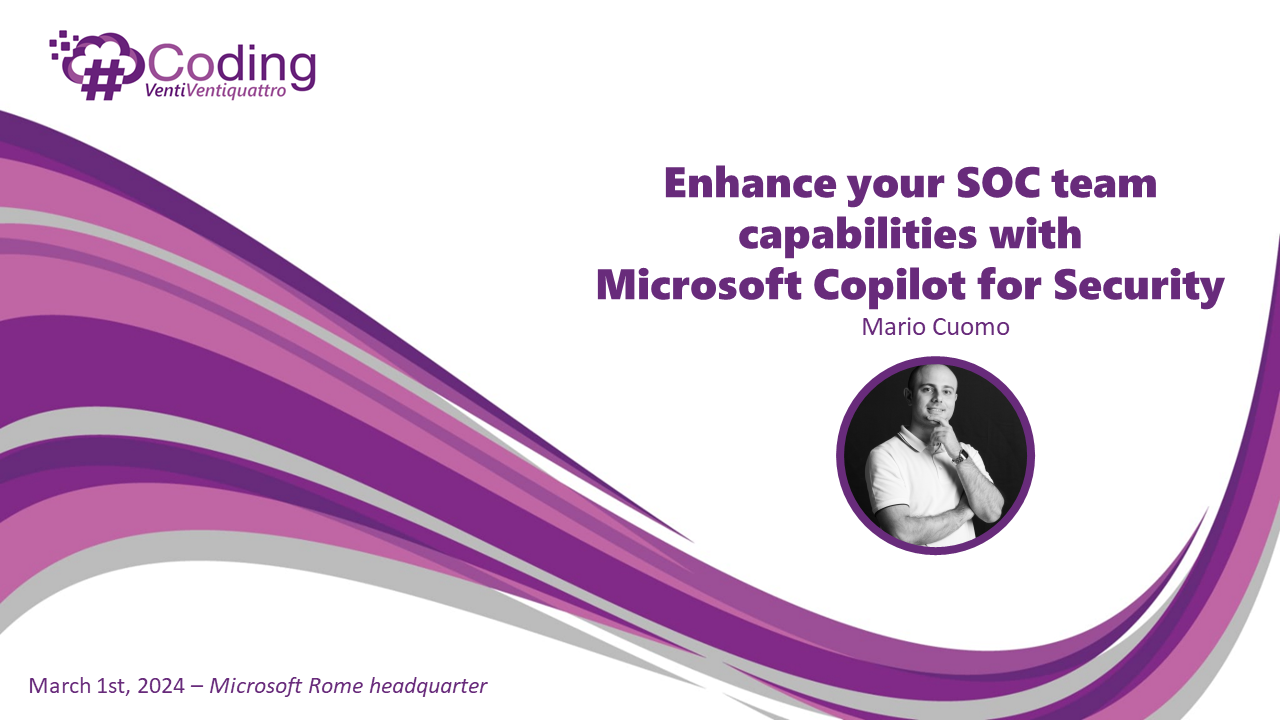 #Coding
VentiVentiquattro
Enhance your SOC team
capabilities with
Microsoft Copilot for Security
Mario Cuomo
March 1st, 2024 – Microsoft Rome headquarter